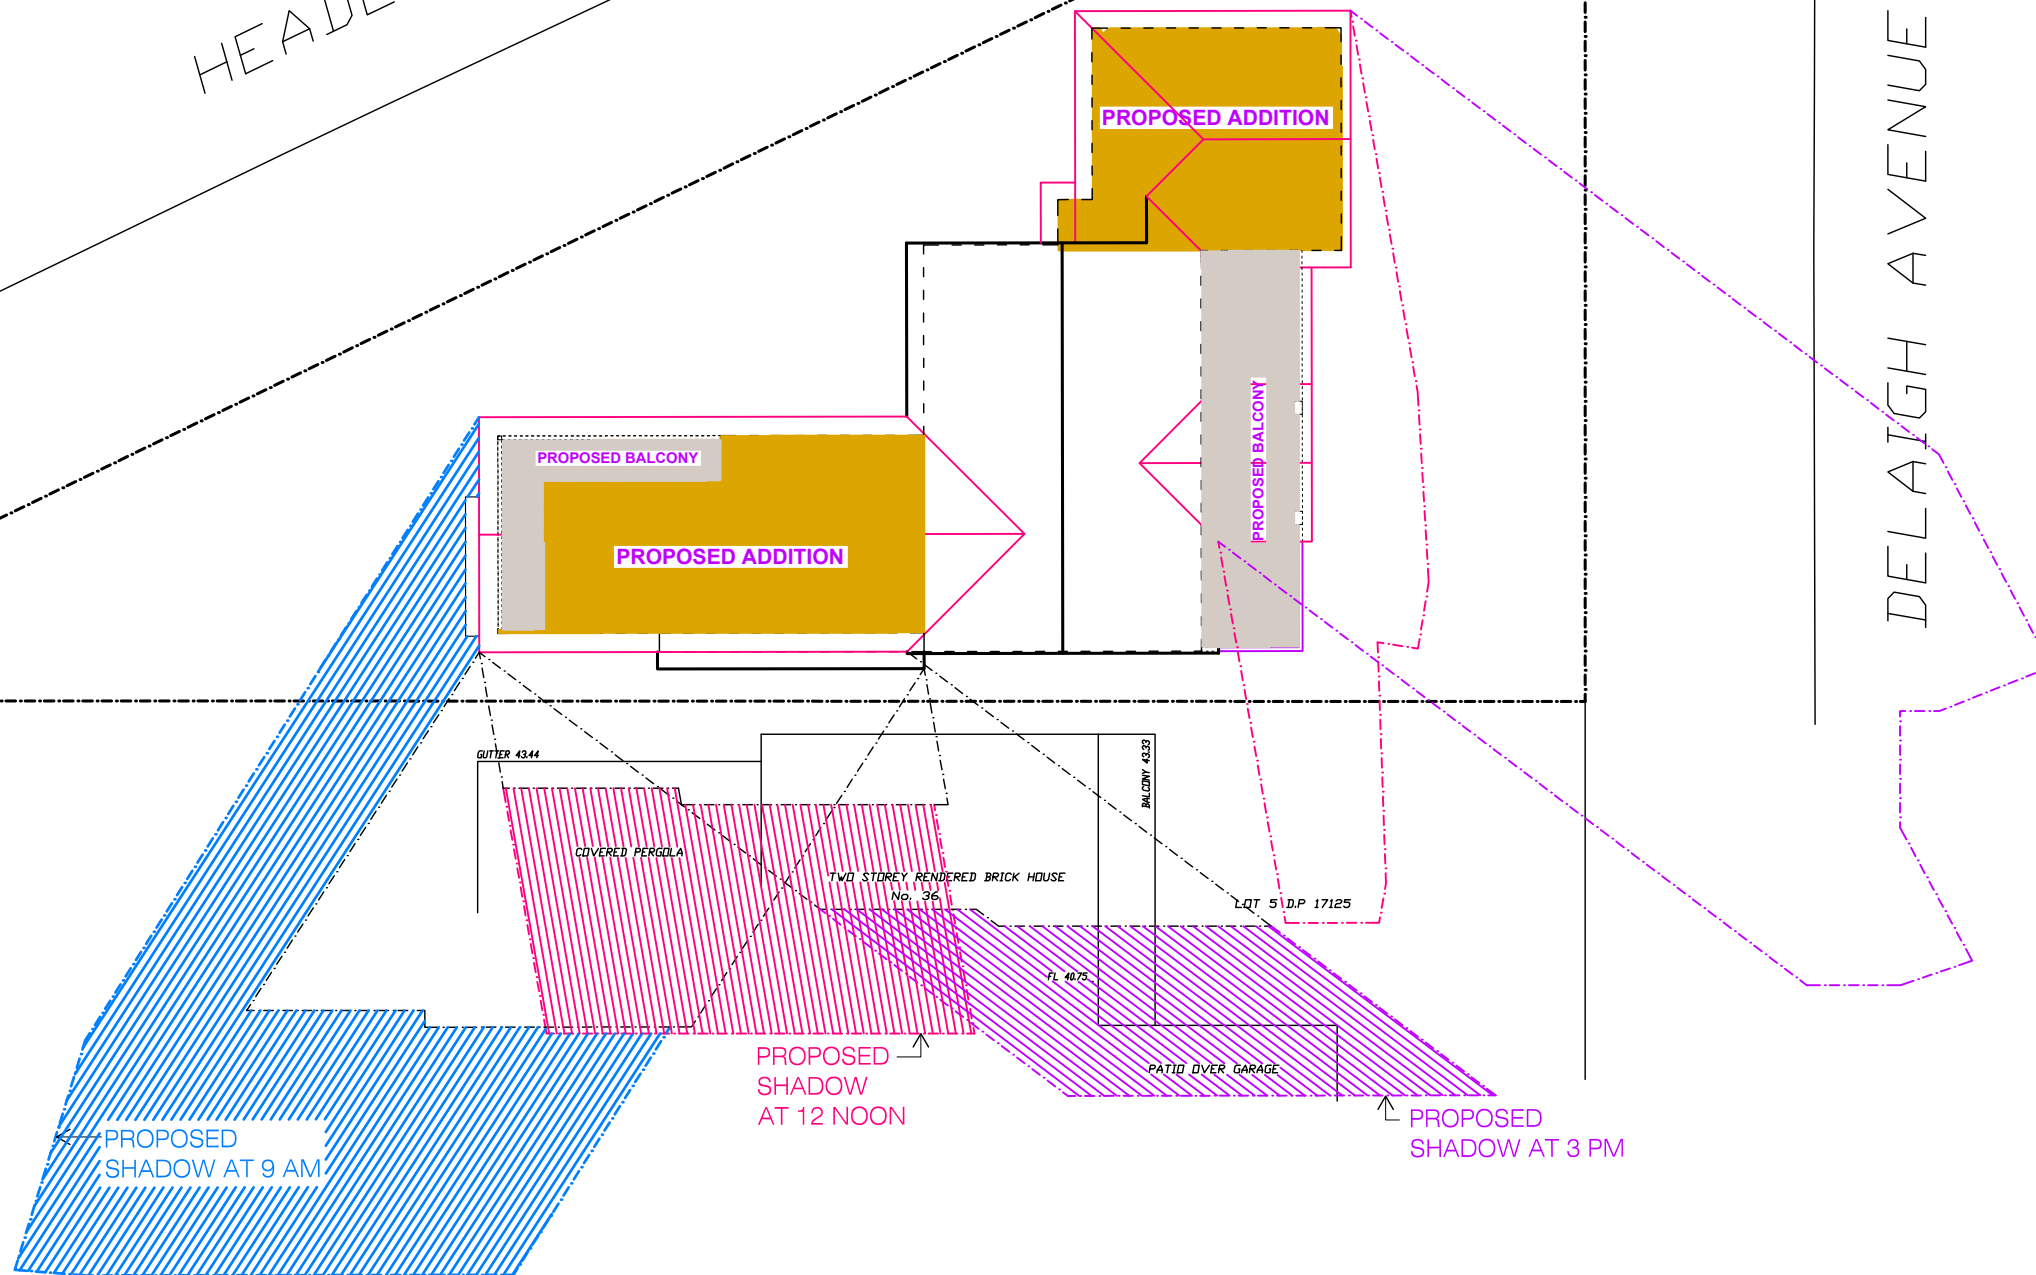 DELAIGH AVENUE
PROPOSED ADDITION
PROPOSED BALCONY
PROPOSED BALCONY
PROPOSED ADDITION
GUTTER 43.44
BALCONY 43.33
COVERED PERGOLA
TWO STOREY RENDERED BRICK HOUSE
No. 36
LOT 5 D.P 17125
FL 40.75
PROPOSED
SHADOW
AT 12 NOON
PATIO OVER GARAGE
PROPOSED
SHADOW AT 9 AM
PROPOSED
SHADOW AT 3 PM